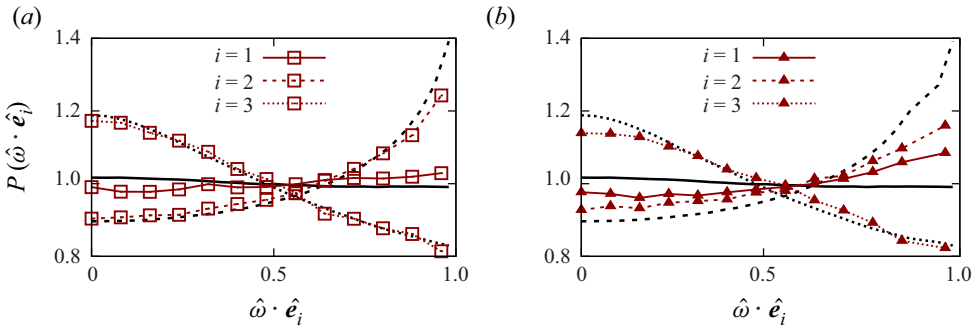 (a) (b)
1.4 1.4
i = 1 i = 1
i = 2 i = 2
i = 3 i = 3
1.2 1.2
P (ω̂ · ê_i)
1.0 1.0
0.8 0.8
0 0.5 1.0 0 0.5 1.0
ω̂ · ê_i ω̂ · ê_i